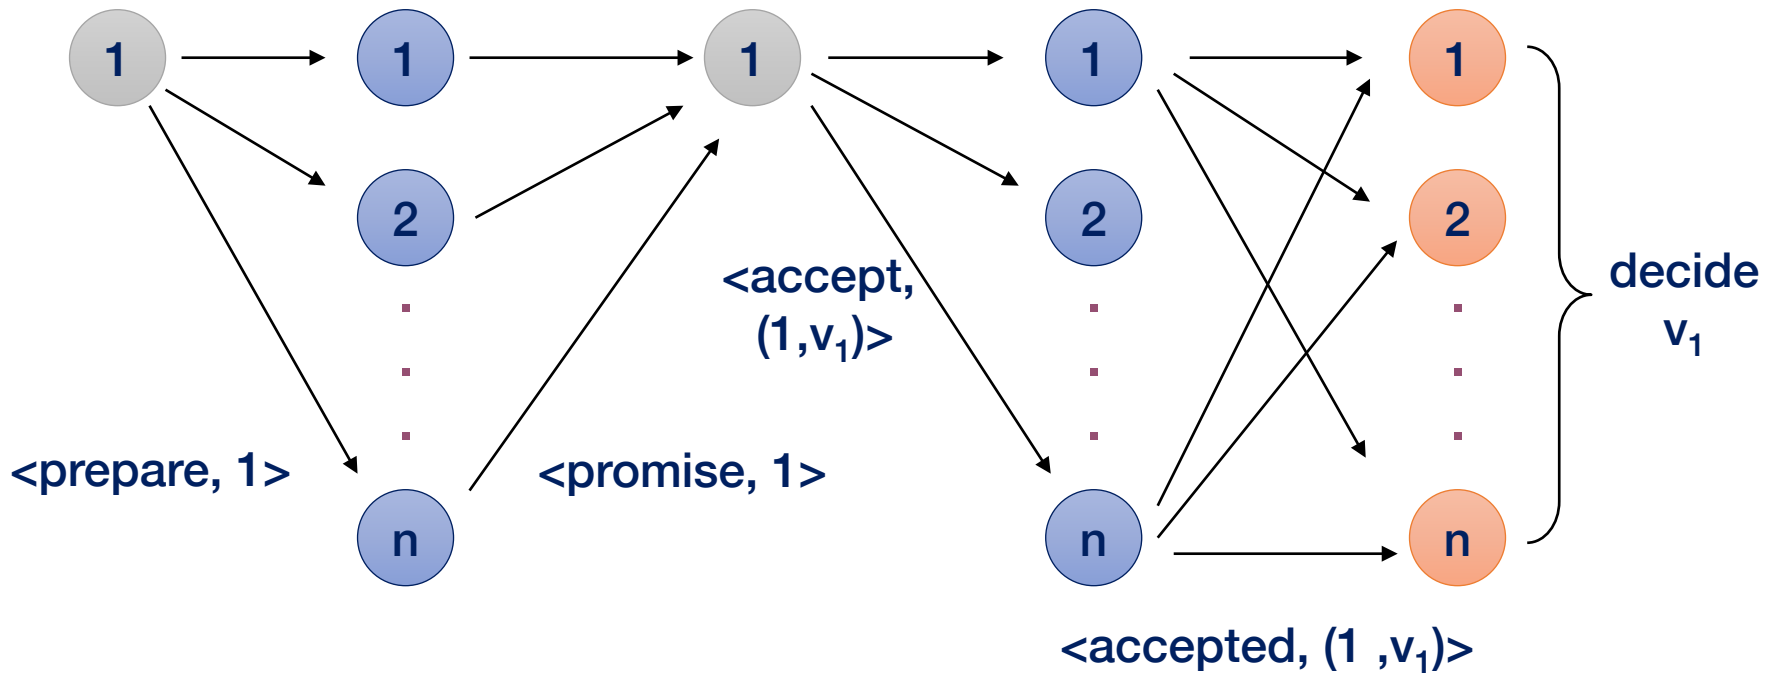 1 1 1 1 1
2 2 2
<accept,
(1,v₁)>
decide
v₁
<prepare, 1> <promise, 1>
n n n
<accepted, (1 ,v₁)>